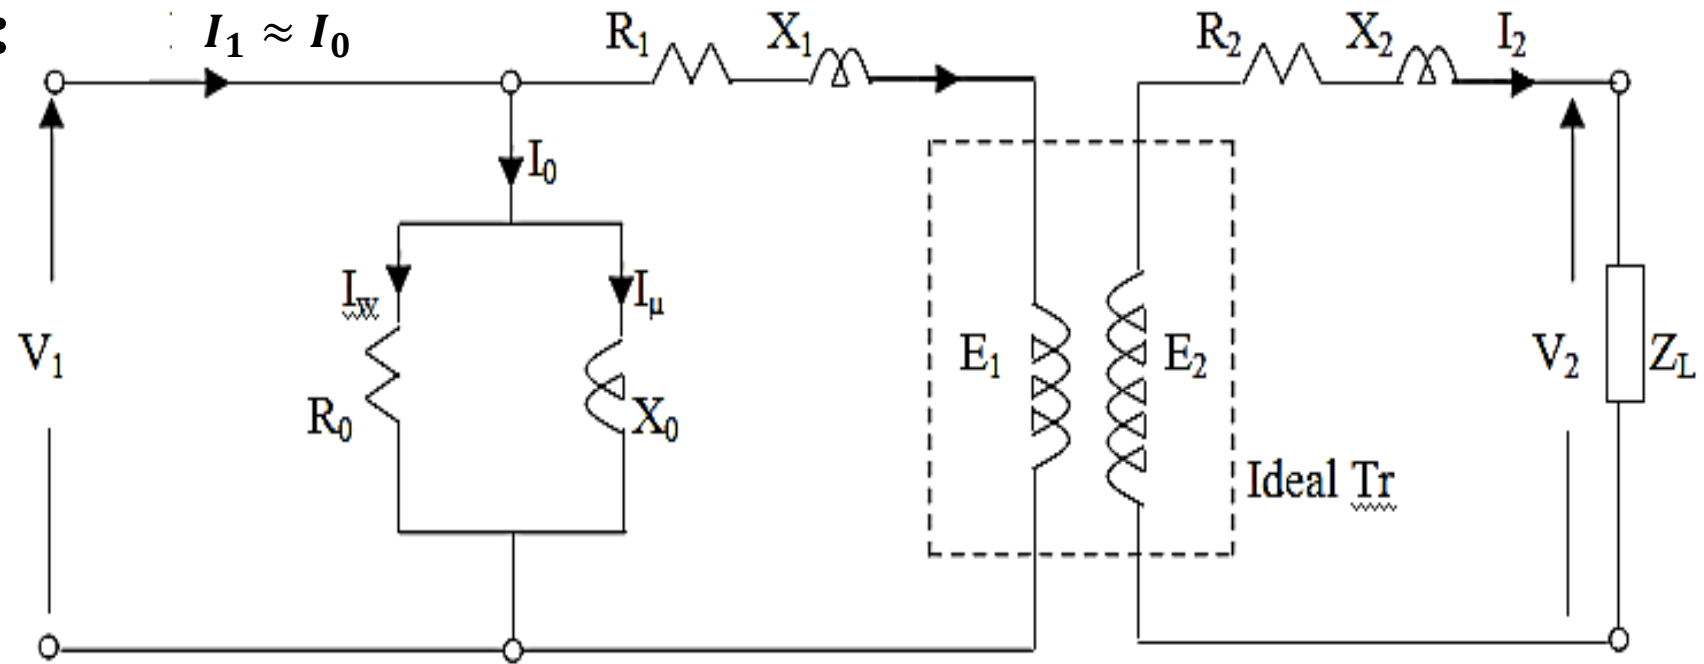 :
I₁ ≈ I₀
R₁ X₁ R₂ X₂ I₂
I₀
I_w I_μ
V₁ E₁ E₂ V₂ Z_L
R₀ X₀
Ideal Tr